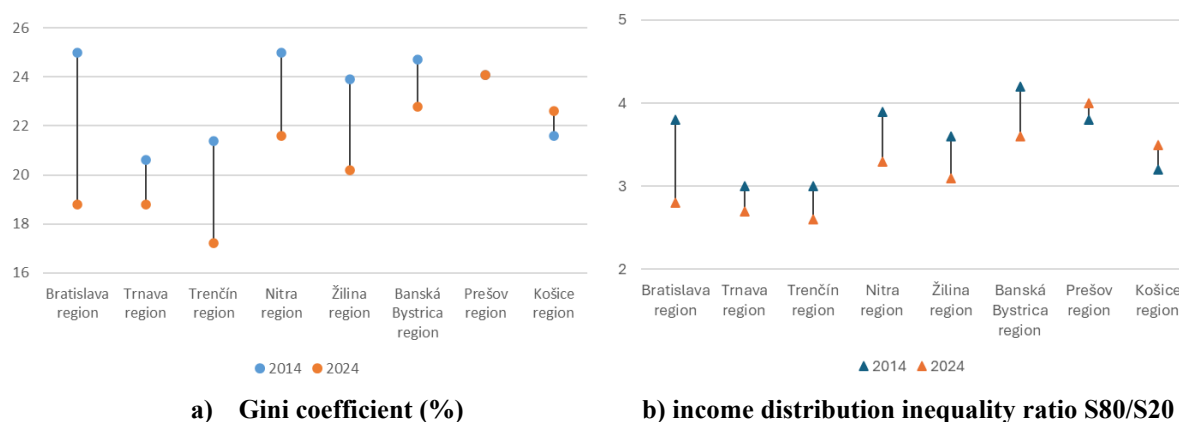 26
24
22
20
18
16
Bratislava region
Trnava region
Trenčín region
Nitra region
Žilina region
Banská Bystrica region
Prešov region
Košice region
2014 2024
a) Gini coefficient (%)
5
4
3
2
Bratislava region
Trnava region
Trenčín region
Nitra region
Žilina region
Banská Bystrica region
Prešov region
Košice region
2014 2024
b) income distribution inequality ratio S80/S20